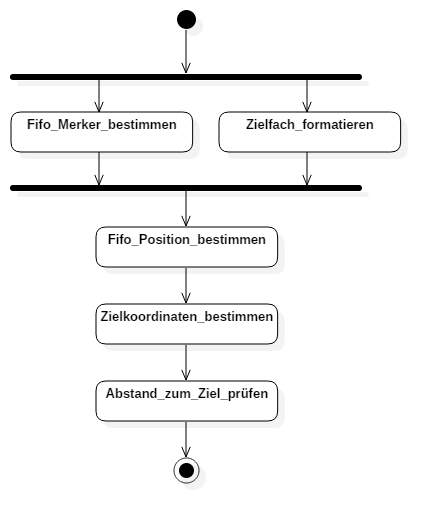 Fifo_Merker_bestimmen
Zielfach_formatieren
Fifo_Position_bestimmen
Zielkoordinaten_bestimmen
Abstand_zum_Ziel_prüfen